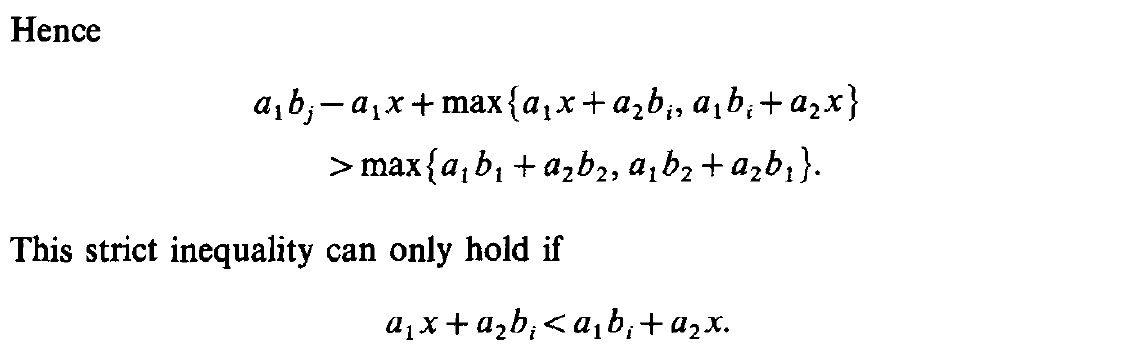 Hence
a₁bⱼ − a₁x + max{a₁x + a₂bᵢ, a₁bᵢ + a₂x}
> max{a₁b₁ + a₂b₂, a₁b₂ + a₂b₁}.
This strict inequality can only hold if
a₁x + a₂bᵢ < a₁bᵢ + a₂x.